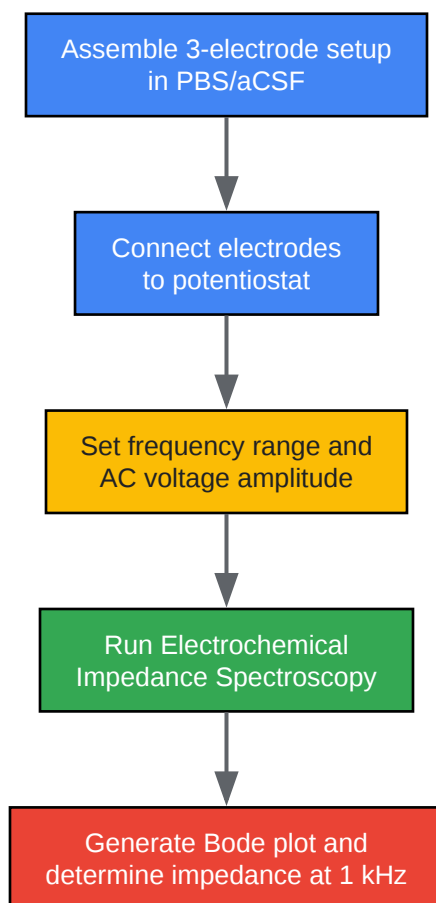 Assemble 3-electrode setup
in PBS/aCSF
Connect electrodes
to potentiostat
Set frequency range and
AC voltage amplitude
Run Electrochemical
Impedance Spectroscopy
Generate Bode plot and
determine impedance at 1 kHz